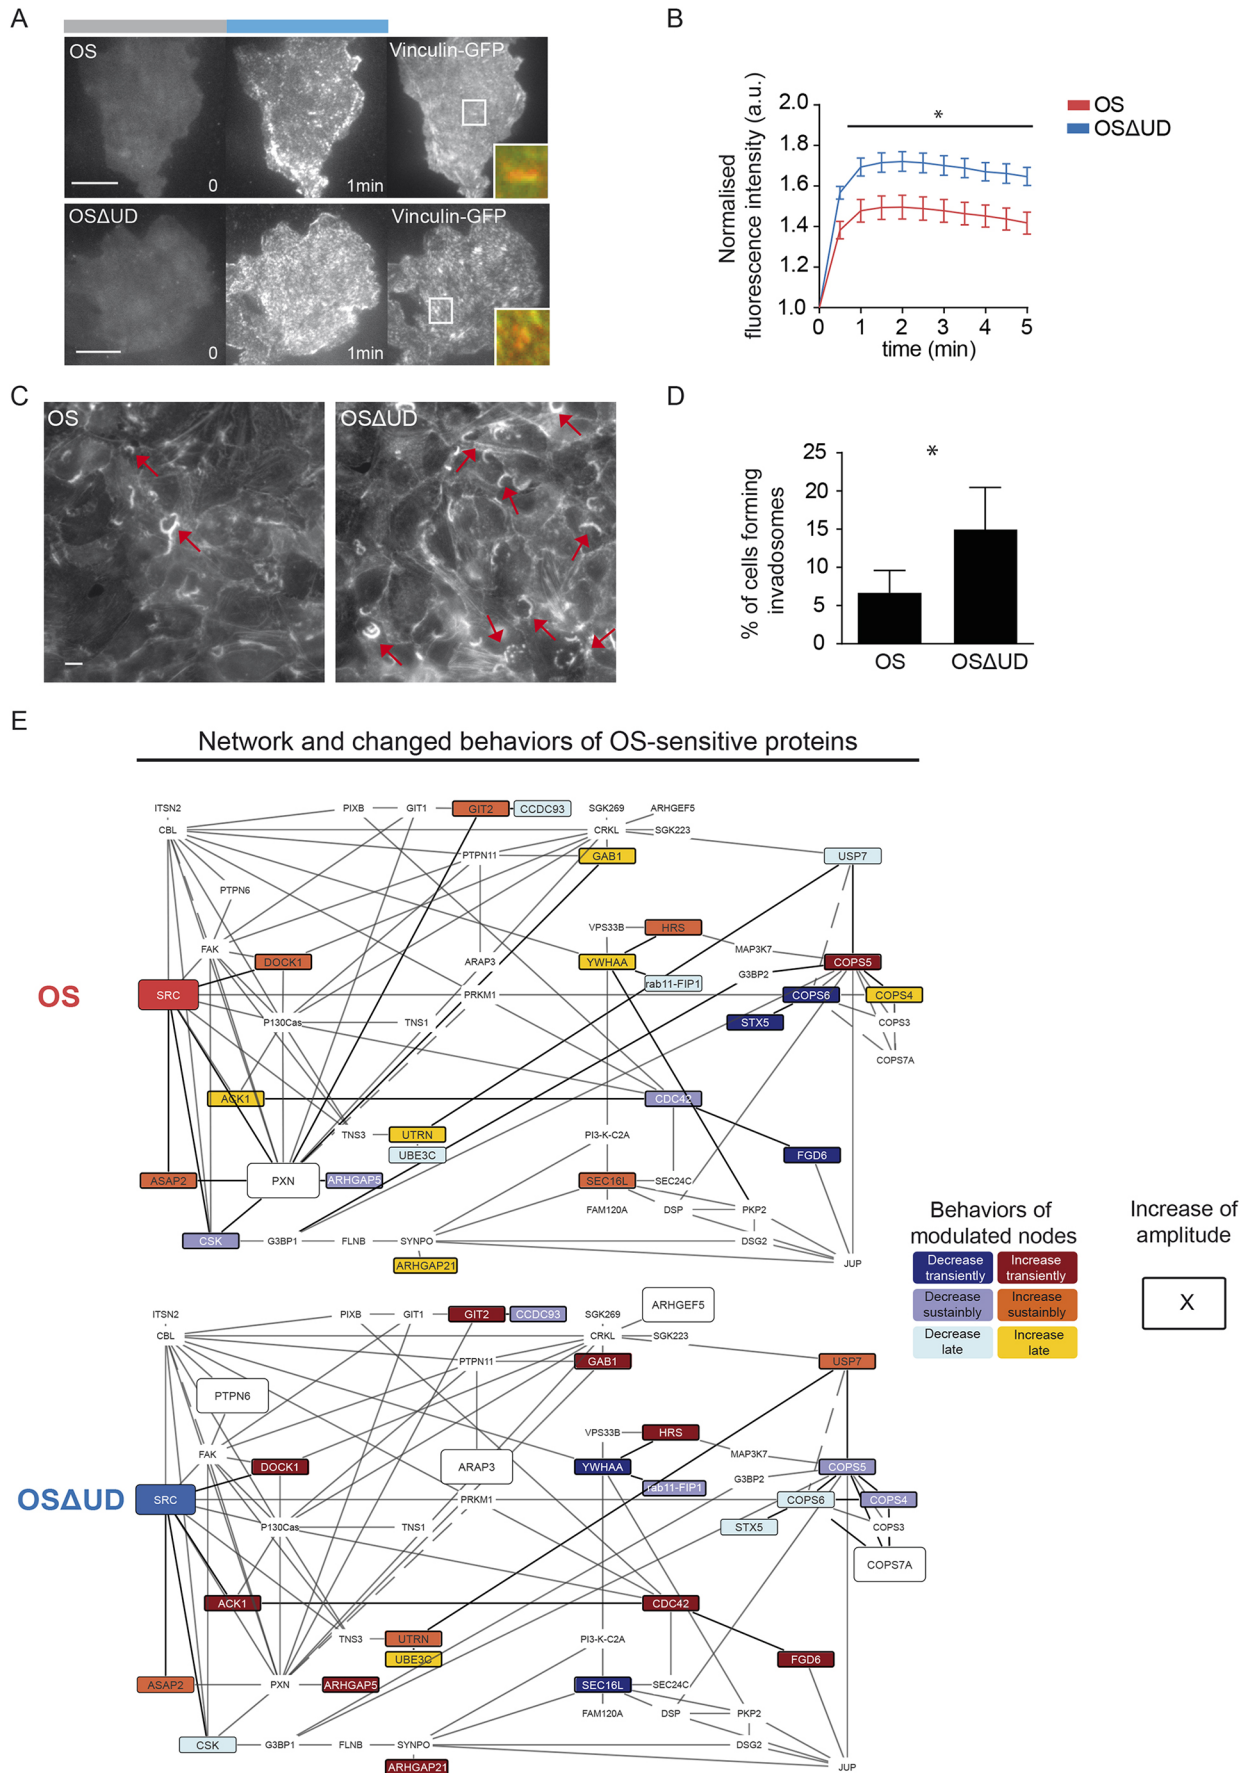 A
OS
Vinculin-GFP
0
1min
OSΔUD
Vinculin-GFP
0
1min
B
Normalised
fluorescence intensity (a.u.)
2.0
1.8
1.6
1.4
1.2
1.0
*
0 1 2 3 4 5
time (min)
OS
OSΔUD
C
OS
OSΔUD
D
% of cells forming
invadosomes
25
20
15
10
5
0
*
OS OSΔUD
E
Network and changed behaviors of OS-sensitive proteins
ITSN2 PIXB GIT1 GIT2 CCDC93 SGK269 ARHGEF5
CBL CRKL SGK223
PTPN11 GAB1 USP7
PTPN6
VPS33B HRS
FAK MAP3K7
DOCK1 ARAP3 YWHAA COPS5
G3BP2
rab11-FIP1
OS
SRC PRKM1 COPS6 COPS4
P130Cas TNS1 STX5 COPS3
COPS7A
ACK1 CDC42
TNS3 UTRN PI3-K-C2A
UBE3C FGD6
ASAP2 PXN ARHGAP5 SEC16L SEC24C
FAM120A DSP PKP2
CSK G3BP1 FLNB SYNPO DSG2
ARHGAP21 JUP
Behaviors of
modulated nodes
Decrease
transiently
Increase
transiently
Decrease
sustainbly
Increase
sustainbly
Decrease
late
Increase
late
Increase of
amplitude
X
ITSN2 PIXB GIT1 GIT2 CCDC93 SGK269 ARHGEF5
CBL CRKL SGK223
PTPN11 GAB1 USP7
PTPN6
VPS33B HRS
FAK MAP3K7
DOCK1 ARAP3 YWHAA COPS5
G3BP2
rab11-FIP1
OSΔUD
SRC PRKM1 COPS6 COPS4
P130Cas TNS1 STX5 COPS3
COPS7A
ACK1 CDC42
TNS3 UTRN PI3-K-C2A
UBE3C FGD6
ASAP2 PXN ARHGAP5 SEC16L SEC24C
FAM120A DSP PKP2
CSK G3BP1 FLNB SYNPO DSG2
ARHGAP21 JUP